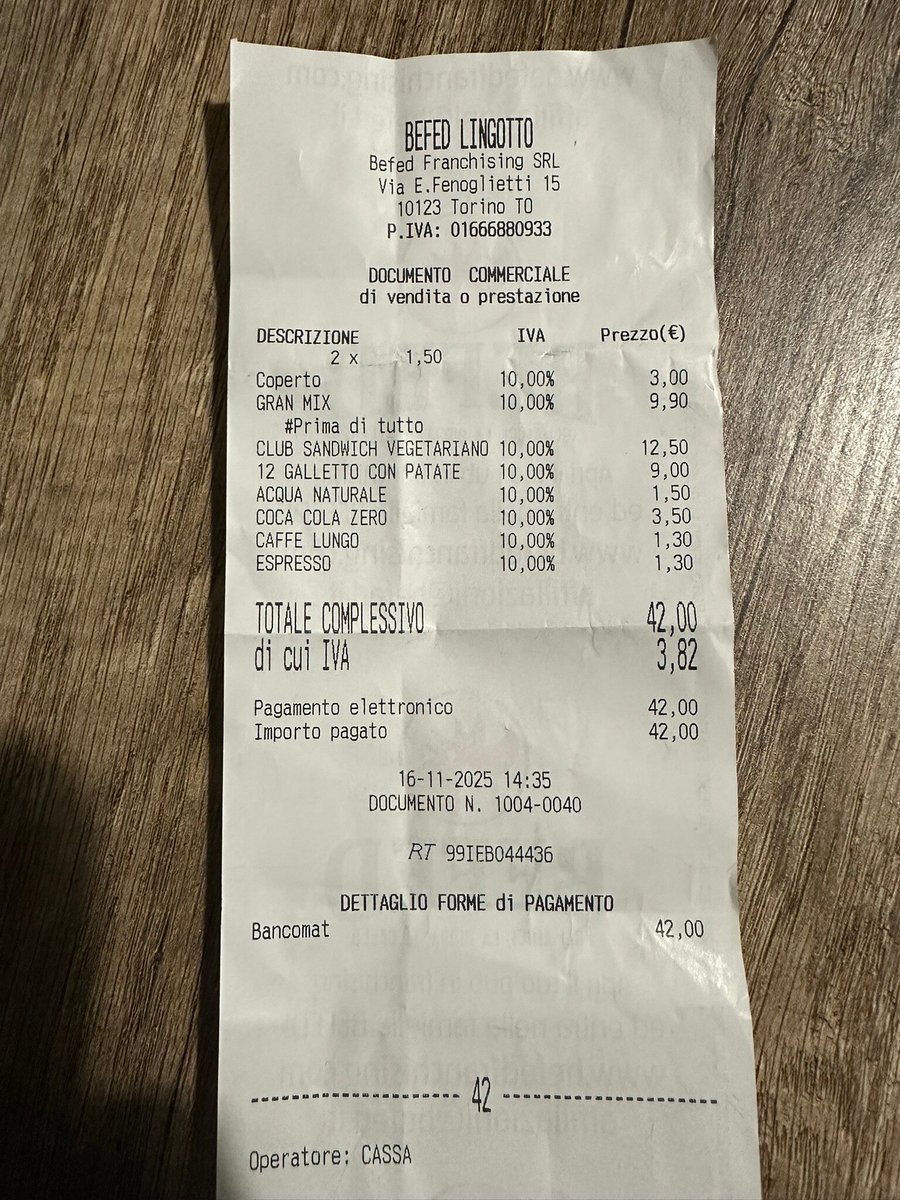 BEFED LINGOTTO
Befed Franchising SRL
Via E.Fenoglietti 15
10123 Torino TO
P.IVA: 01666880933
DOCUMENTO COMMERCIALE
di vendita o prestazione
DESCRIZIONE IVA Prezzo(€)
2 x 1,50
Coperto 10,00% 3,00
GRAN MIX 10,00% 9,90
#Prima di tutto
CLUB SANDWICH VEGETARIANO 10,00% 12,50
12 GALLETTO CON PATATE 10,00% 9,00
ACQUA NATURALE 10,00% 1,50
COCA COLA ZERO 10,00% 3,50
CAFFE LUNGO 10,00% 1,30
ESPRESSO 10,00% 1,30
TOTALE COMPLESSIVO 42,00
di cui IVA 3,82
Pagamento elettronico 42,00
Importo pagato 42,00
16-11-2025 14:35
DOCUMENTO N. 1004-0040
RT 99IEB044436
DETTAGLIO FORME di PAGAMENTO
Bancomat 42,00
42
Operatore: CASSA